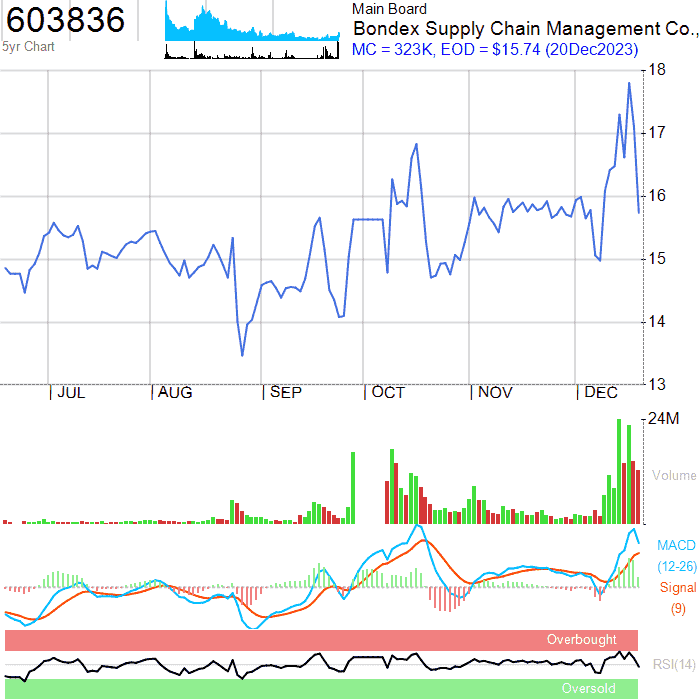 603836
5yr Chart
Main Board
Bondex Supply Chain Management Co.,
MC = 323K, EOD = $15.74 (20Dec2023)
18
17
16
15
14
13
JUL
AUG
SEP
OCT
NOV
DEC
24M
Volume
MACD
(12-26)
Signal
(9)
Overbought
RSI(14)
Oversold